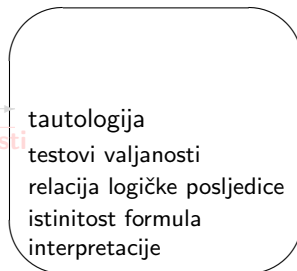 tautologija
testovi valjanosti
relacija logičke posljedice
istinitost formula
interpretacije